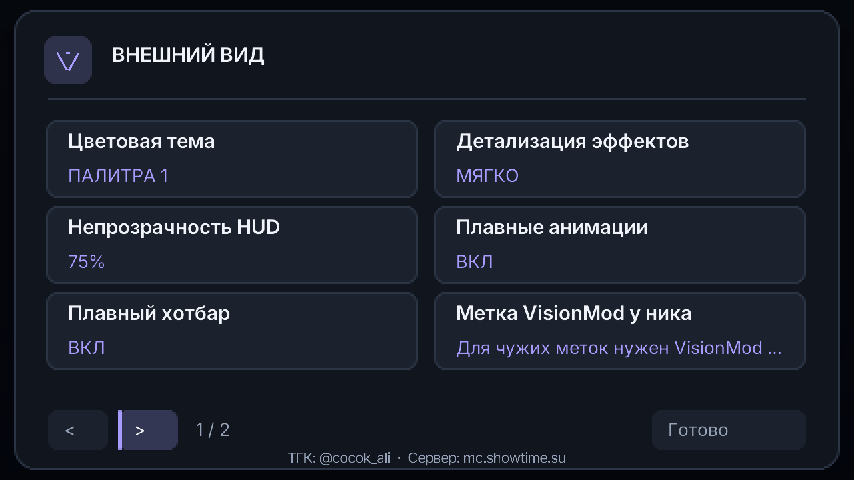 ВНЕШНИЙ ВИД
Цветовая тема
ПАЛИТРА 1
Детализация эффектов
МЯГКО
Непрозрачность HUD
75%
Плавные анимации
ВКЛ
Плавный хотбар
ВКЛ
Метка VisionMod у ника
Для чужих меток нужен VisionMod ...
< > 1 / 2 Готово
ТГК: @cocok_ali · Сервер: mc.showtime.su